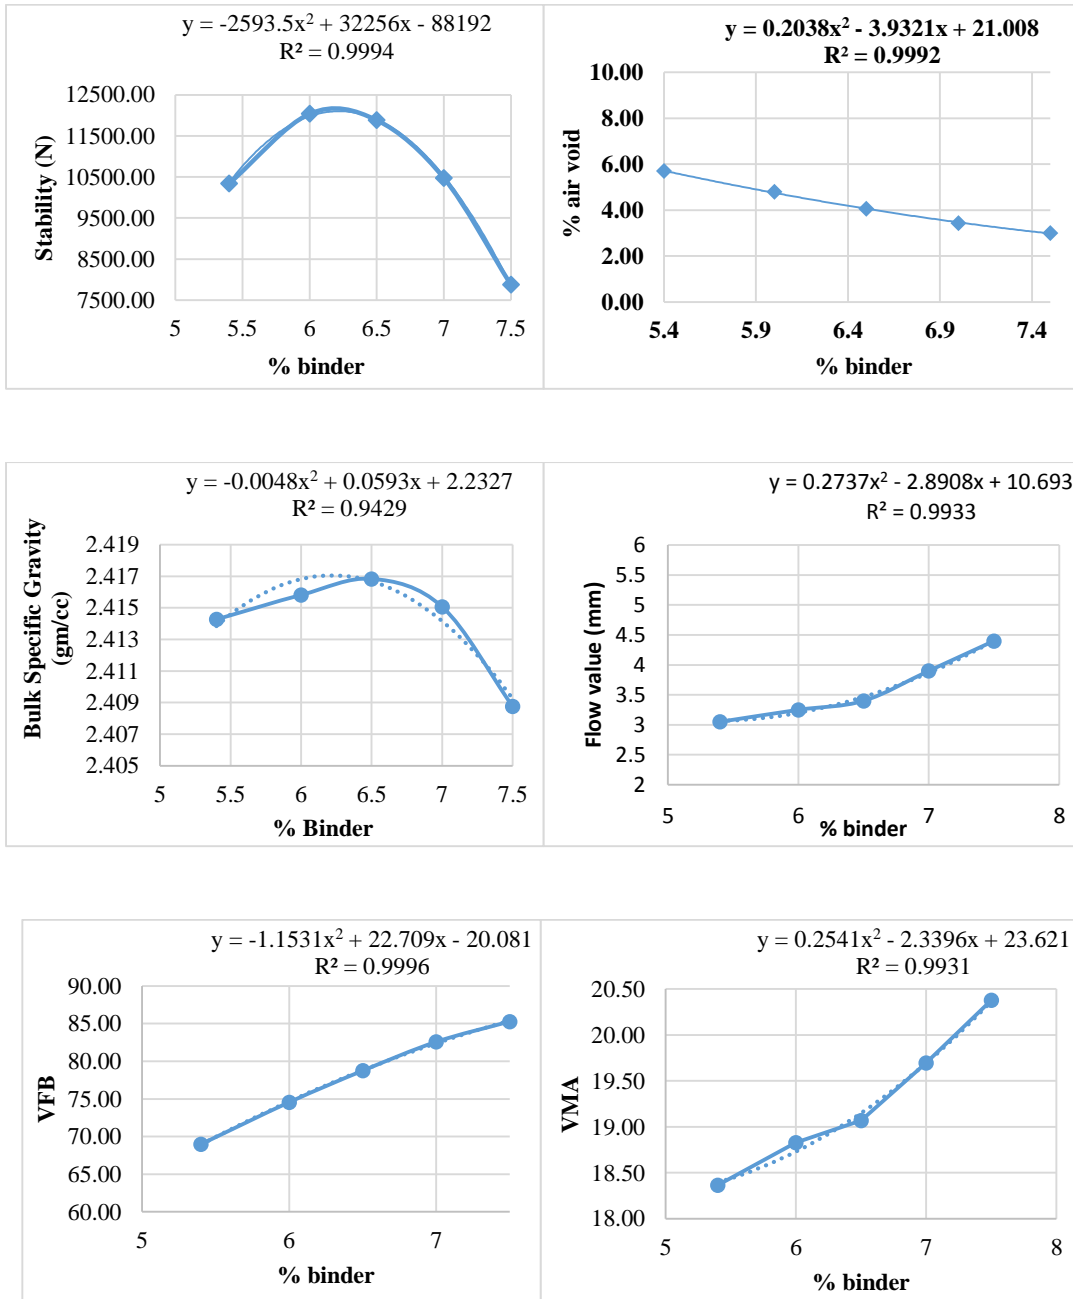 y = -2593.5x² + 32256x - 88192
R² = 0.9994
12500.00
11500.00
10500.00
9500.00
8500.00
7500.00
Stability (N)
5 5.5 6 6.5 7 7.5
% binder
y = 0.2038x² - 3.9321x + 21.008
R² = 0.9992
10.00
8.00
6.00
4.00
2.00
0.00
% air void
5.4 5.9 6.4 6.9 7.4
% binder
y = -0.0048x² + 0.0593x + 2.2327
R² = 0.9429
2.419
2.417
2.415
2.413
2.411
2.409
2.407
2.405
Bulk Specific Gravity
(gm/cc)
5 5.5 6 6.5 7 7.5
% Binder
y = 0.2737x² - 2.8908x + 10.693
R² = 0.9933
6
5.5
5
4.5
4
3.5
3
2.5
2
Flow value (mm)
5 6 7 8
% binder
y = -1.1531x² + 22.709x - 20.081
R² = 0.9996
90.00
85.00
80.00
75.00
70.00
65.00
60.00
VFB
5 6 7
% binder
y = 0.2541x² - 2.3396x + 23.621
R² = 0.9931
20.50
20.00
19.50
19.00
18.50
18.00
VMA
5 6 7 8
% binder